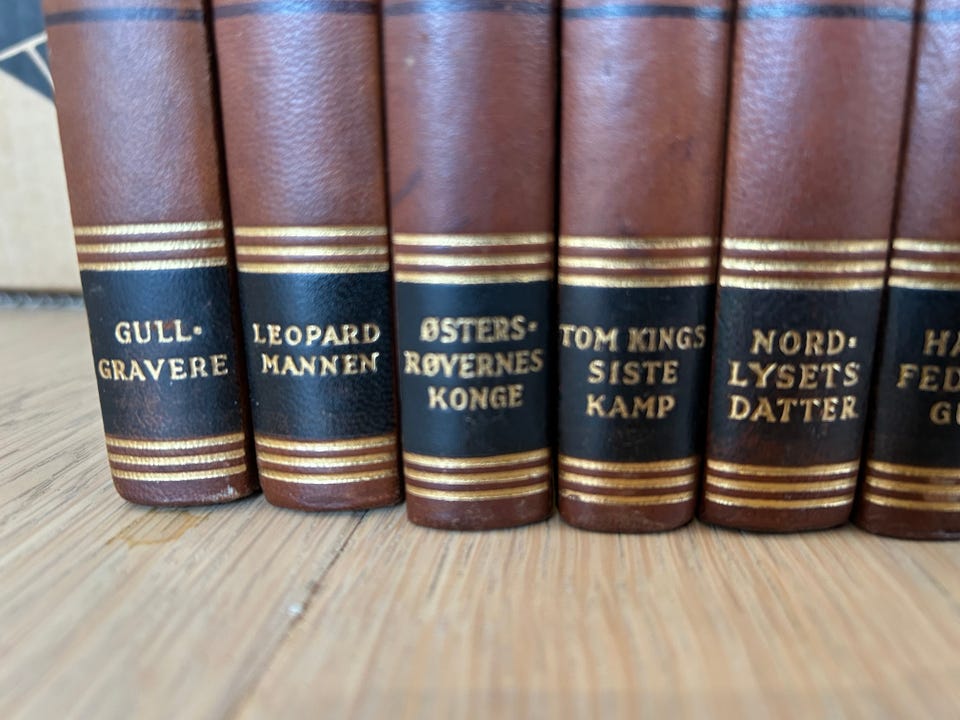 GULL-
GRAVERE
LEOPARD
MANNEN
ØSTERS-
RØVERNES
KONGE
TOM KINGS
SISTE
KAMP
NORD-
LYSETS
DATTER